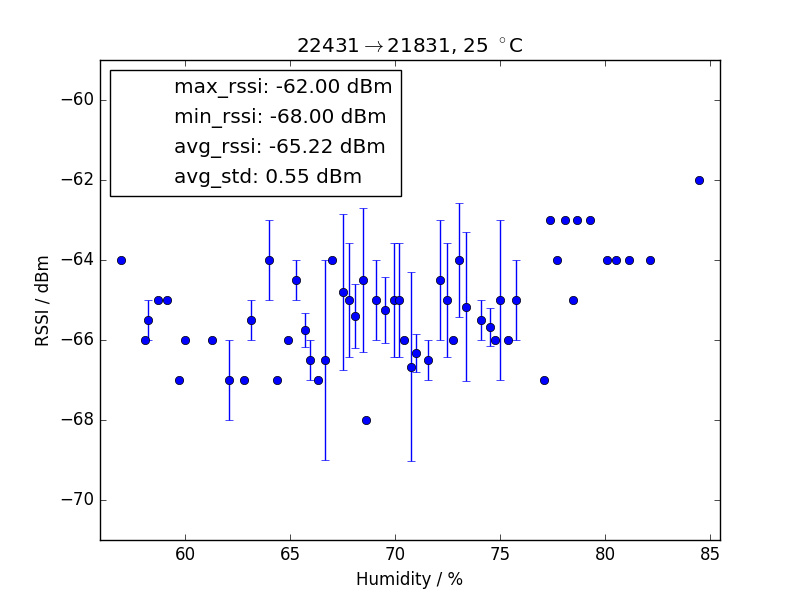 22431→21831, 25 °C
max_rssi: -62.00 dBm
min_rssi: -68.00 dBm
avg_rssi: -65.22 dBm
avg_std: 0.55 dBm
−60
−62
−64
−66
−68
−70
RSSI / dBm
60 65 70 75 80 85
Humidity / %